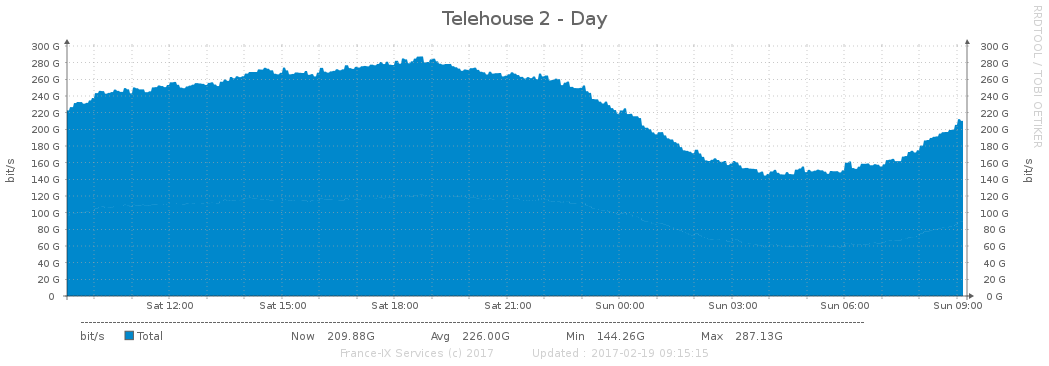 Telehouse 2 - Day
RRDTOOL / TOBI OETIKER
bit/s
300 G 300 G
280 G 280 G
260 G 260 G
240 G 240 G
220 G 220 G
200 G 200 G
180 G 180 G
160 G 160 G
140 G 140 G
120 G 120 G
100 G 100 G
80 G 80 G
60 G 60 G
40 G 40 G
20 G 20 G
0 0 G
bit/s
Sat 12:00 Sat 15:00 Sat 18:00 Sat 21:00 Sun 00:00 Sun 03:00 Sun 06:00 Sun 09:00
bit/s Total Now 209.88G Avg 226.00G Min 144.26G Max 287.13G
France-IX Services (c) 2017 Updated : 2017-02-19 09:15:15